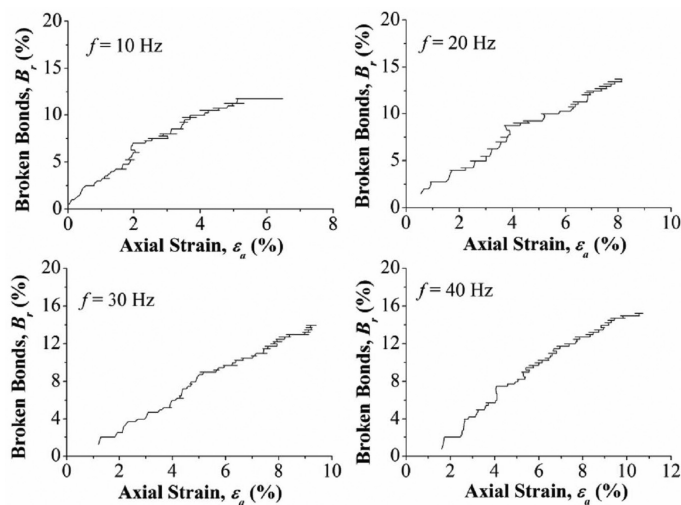 20
15
10
5
0
Broken Bonds, Br (%)
f = 10 Hz
0 2 4 6 8
Axial Strain, εa (%)
20
15
10
5
0
Broken Bonds, Br (%)
f = 20 Hz
0 2 4 6 8 10
Axial Strain, εa (%)
20
16
12
8
4
0
Broken Bonds, Br (%)
f = 30 Hz
0 2 4 6 8 10
Axial Strain, εa (%)
20
16
12
8
4
0
Broken Bonds, Br (%)
f = 40 Hz
0 2 4 6 8 10 12
Axial Strain, εa (%)